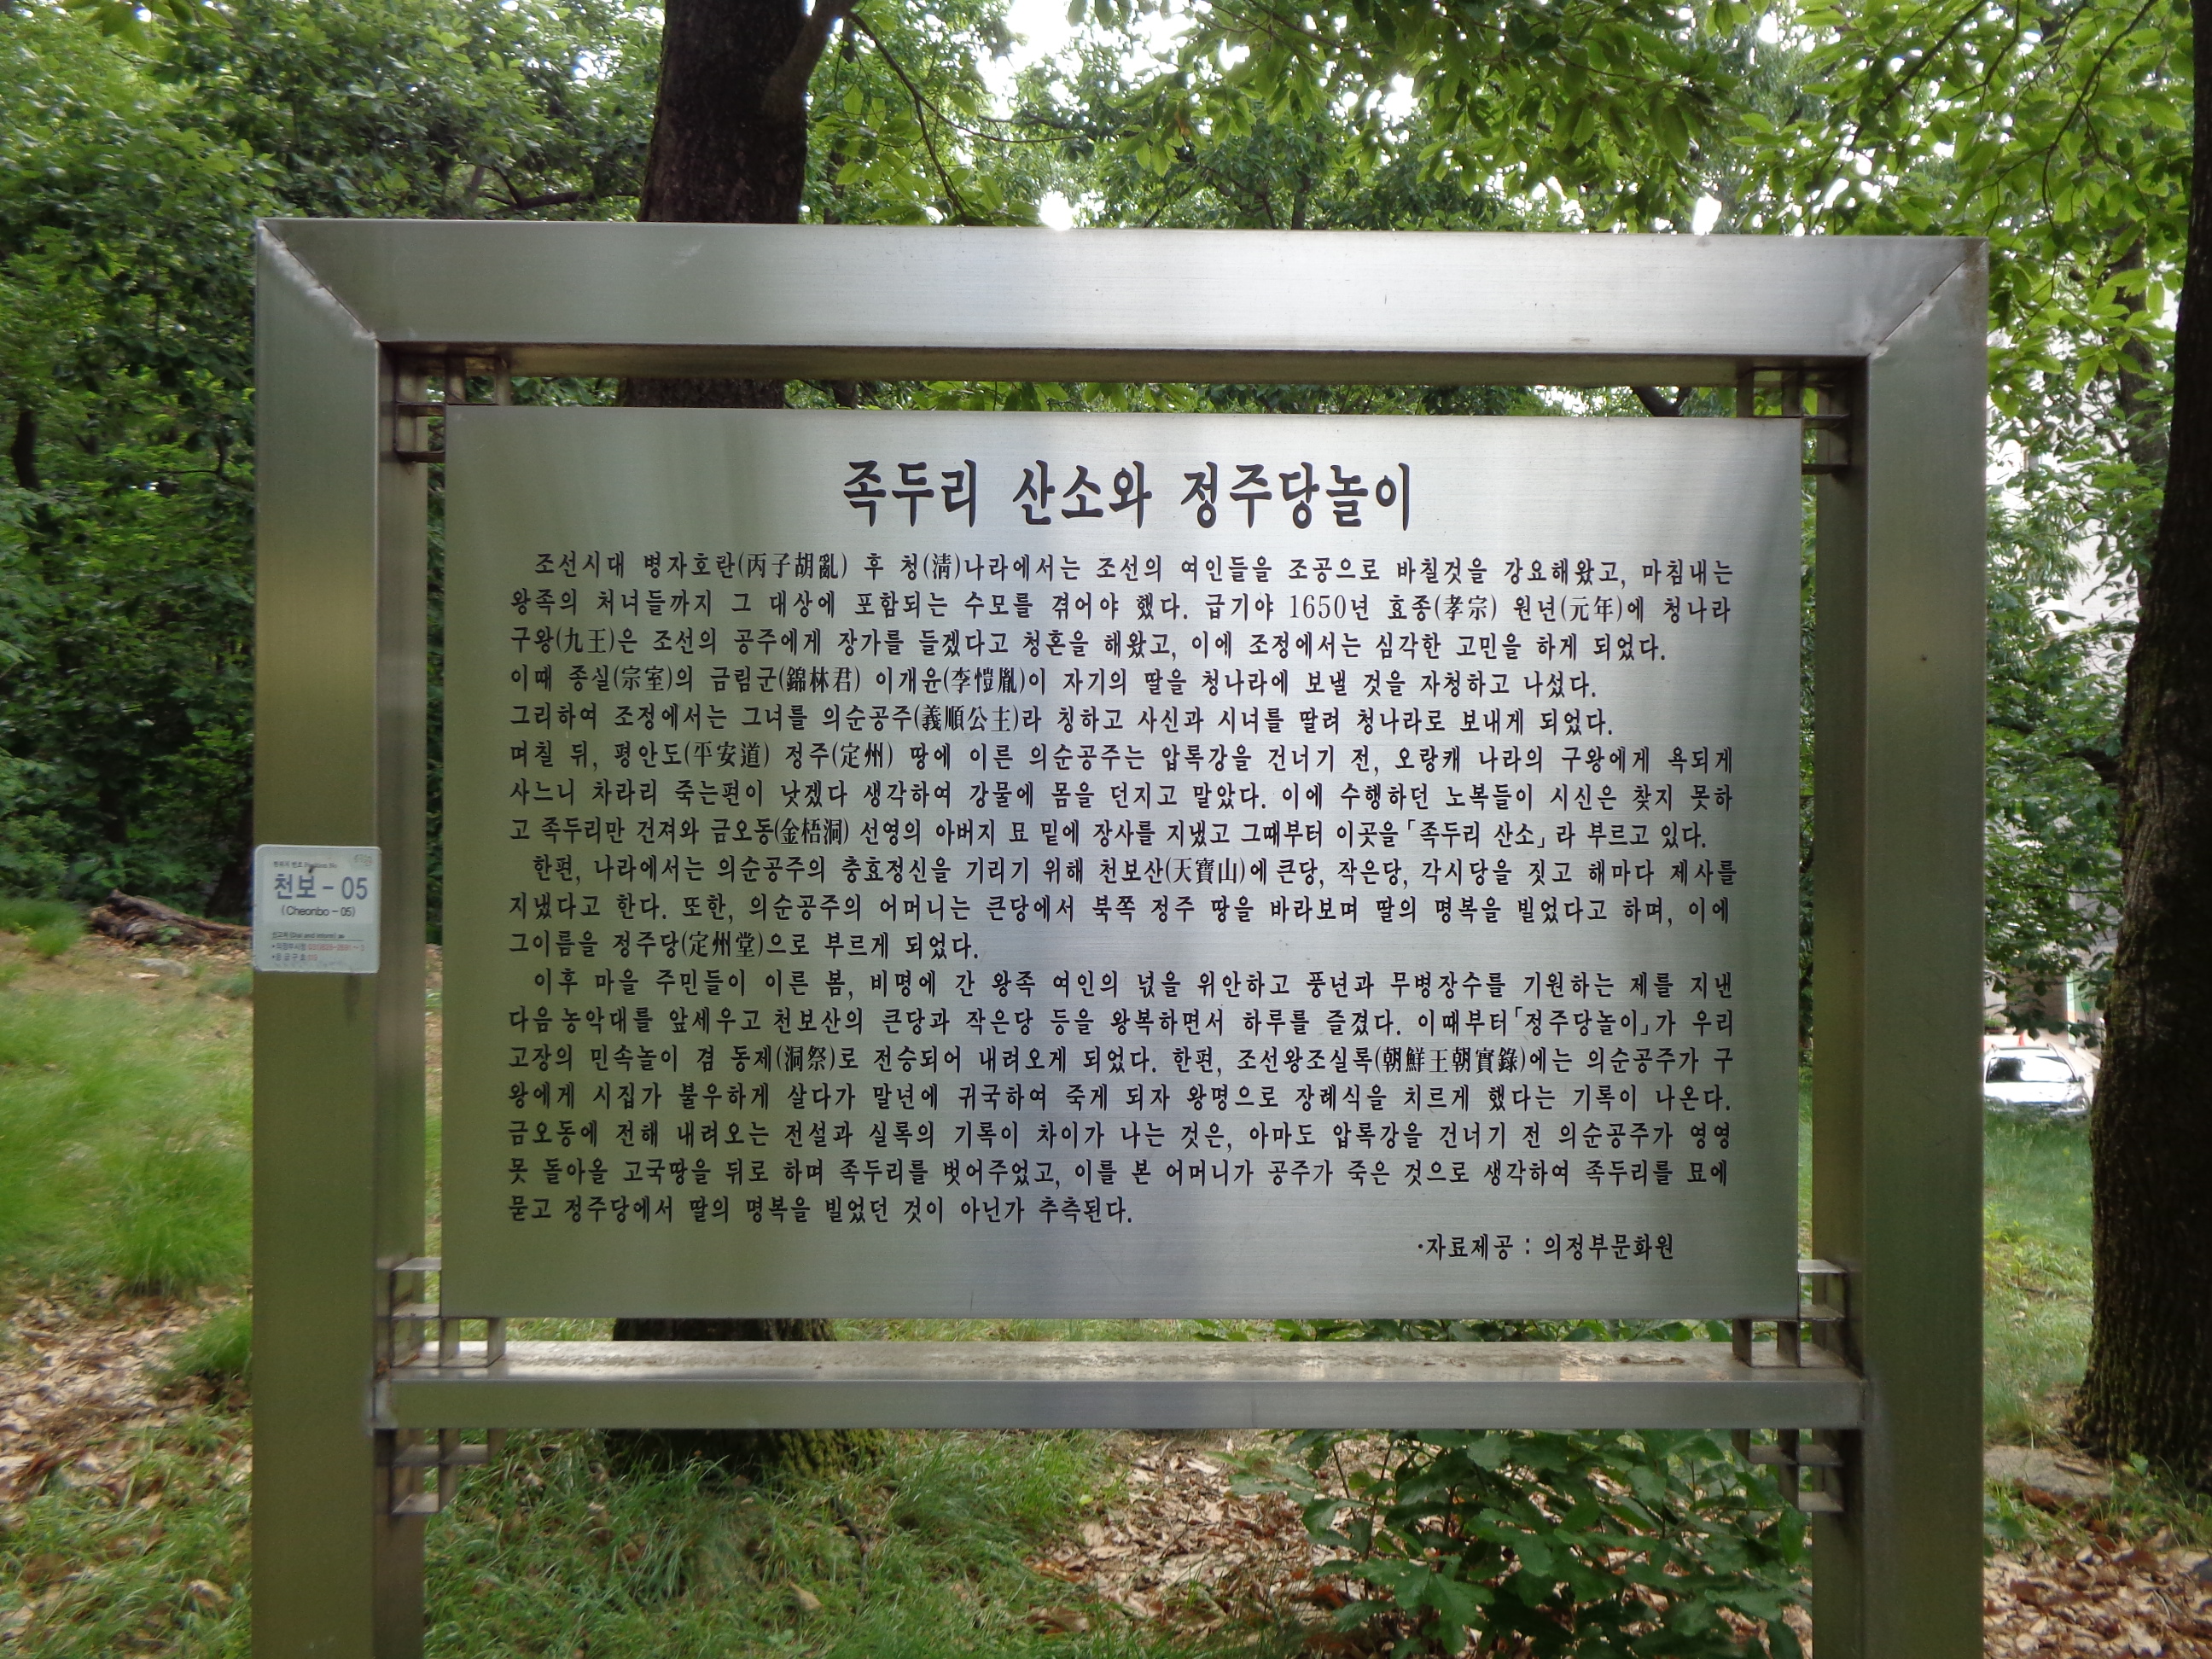 족두리 산소와 정주당놀이
조선시대 병자호란(丙子胡亂) 후 청(淸)나라에서는 조선의 여인들을 조공으로 바칠것을 강요해왔고, 마침내는
왕족의 처녀들까지 그 대상에 포함되는 수모를 겪어야 했다. 급기야 1650년 효종(孝宗) 원년(元年)에 청나라
구왕(九王)은 조선의 공주에게 장가를 들겠다고 청혼을 해왔고, 이에 조정에서는 심각한 고민을 하게 되었다.
이때 종실(宗室)의 금림군(錦林君) 이개윤(李愷胤)이 자기의 딸을 청나라에 보낼 것을 자청하고 나섰다.
그리하여 조정에서는 그녀를 의순공주(義順公主)라 칭하고 사신과 시녀를 딸려 청나라로 보내게 되었다.
며칠 뒤, 평안도(平安道) 정주(定州) 땅에 이른 의순공주는 압록강을 건너기 전, 오랑캐 나라의 구왕에게 욕되게
사느니 차라리 죽는편이 낫겠다 생각하여 강물에 몸을 던지고 말았다. 이에 수행하던 노복들이 시신은 찾지 못하
고 족두리만 건져와 금오동(金梧洞) 선영의 아버지 묘 밑에 장사를 지냈고 그때부터 이곳을 「족두리 산소」라 부르고 있다.
한편, 나라에서는 의순공주의 충효정신을 기리기 위해 천보산(天寶山)에 큰당, 작은당, 각시당을 짓고 해마다 제사를
지냈다고 한다. 또한, 의순공주의 어머니는 큰당에서 북쪽 정주 땅을 바라보며 딸의 명복을 빌었다고 하며, 이에
그이름을 정주당(定州堂)으로 부르게 되었다.
이후 마을 주민들이 이른 봄, 비명에 간 왕족 여인의 넋을 위안하고 풍년과 무병장수를 기원하는 제를 지낸
다음 농악대를 앞세우고 천보산의 큰당과 작은당 등을 왕복하면서 하루를 즐겼다. 이때부터 「정주당놀이」가 우리
고장의 민속놀이 겸 동제(洞祭)로 전승되어 내려오게 되었다. 한편, 조선왕조실록(朝鮮王朝實錄)에는 의순공주가 구
왕에게 시집가 불우하게 살다가 말년에 귀국하여 죽게 되자 왕명으로 장례식을 치르게 했다는 기록이 나온다.
금오동에 전해 내려오는 전설과 실록의 기록이 차이가 나는 것은, 아마도 압록강을 건너기 전 의순공주가 영영
못 돌아올 고국땅을 뒤로 하며 족두리를 벗어주었고, 이를 본 어머니가 공주가 죽은 것으로 생각하여 족두리를 묘에
묻고 정주당에서 딸의 명복을 빌었던 것이 아닌가 추측된다.
·자료제공 : 의정부문화원
천보 - 05
(Cheonbo - 05)